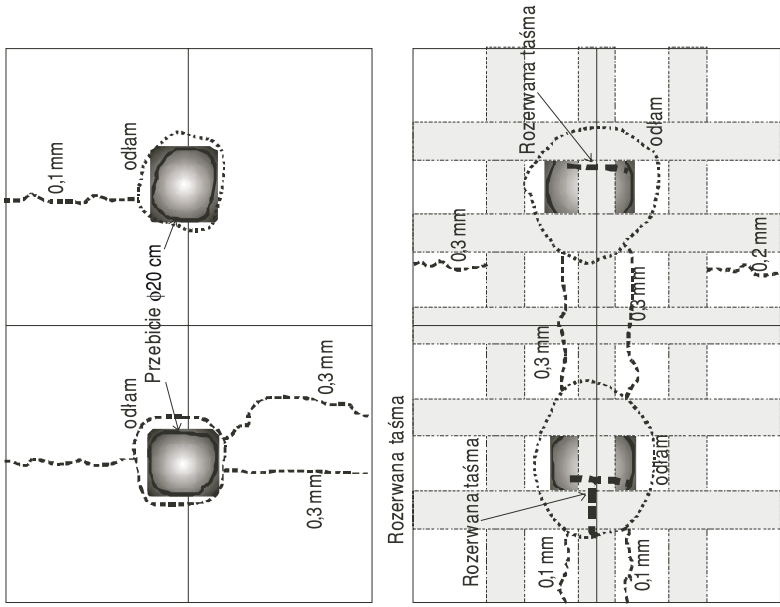 0,1 mm
odłam
Przebicie ϕ20 cm
odłam
0,3 mm
0,3 mm
Rozerwana taśma
odłam
0,3 mm
0,2 mm
0,3 mm
0,3 mm
Rozerwana taśma
Rozerwana taśma
odłam
0,1 mm
0,1 mm